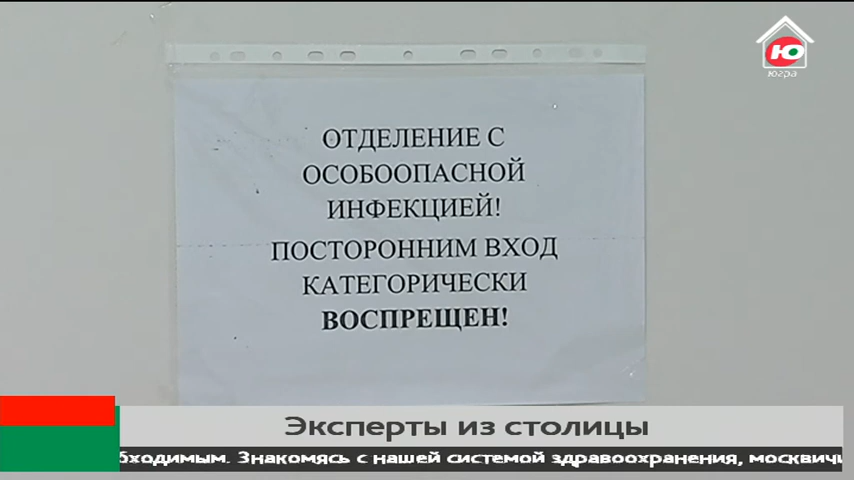 Ю
югра
ОТДЕЛЕНИЕ С
ОСОБООПАСНОЙ
ИНФЕКЦИЕЙ!
ПОСТОРОННИМ ВХОД
КАТЕГОРИЧЕСКИ
ВОСПРЕЩЕН!
Эксперты из столицы
бходимым. Знакомясь с нашей системой здравоохранения, москвичи